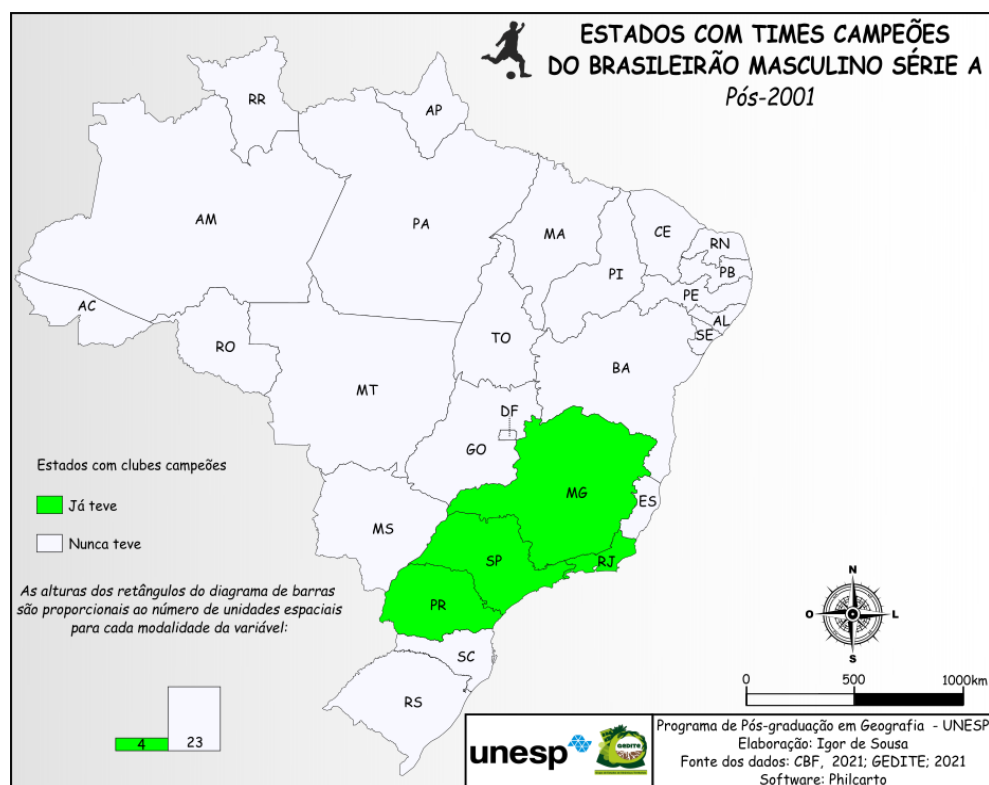 ESTADOS COM TIMES CAMPEÕES
DO BRASILEIRÃO MASCULINO SÉRIE A
Pós-2001
RR
AP
AM
PA
MA
CE
RN
PB
PI
PE
AL
SE
AC
RO
TO
BA
MT
DF
GO
MG
ES
MS
SP
RJ
PR
SC
RS
Estados com clubes campeões
Já teve
Nunca teve
As alturas dos retângulos do diagrama de barras
são proporcionais ao número de unidades espaciais
para cada modalidade da variável:
4
23
N
O
L
S
0 500 1000km
unesp
GEDITE
Programa de Pós-graduação em Geografia - UNESP
Elaboração: Igor de Sousa
Fonte dos dados: CBF, 2021; GEDITE; 2021
Software: Philcarto